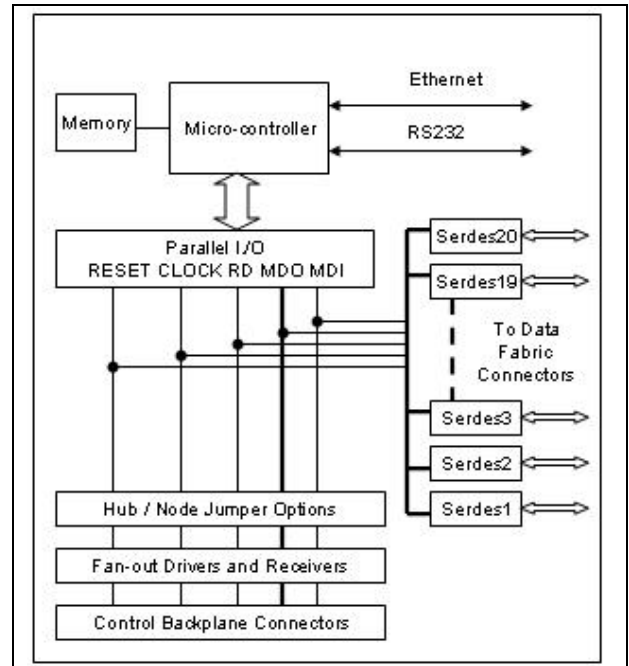 Ethernet
Memory
Micro-controller
RS232
Parallel I/O
RESET CLOCK RD MDO MDI
Serdes20
Serdes19
To Data
Fabric
Connectors
Serdes3
Serdes2
Serdes1
Hub / Node Jumper Options
Fan-out Drivers and Receivers
Control Backplane Connectors